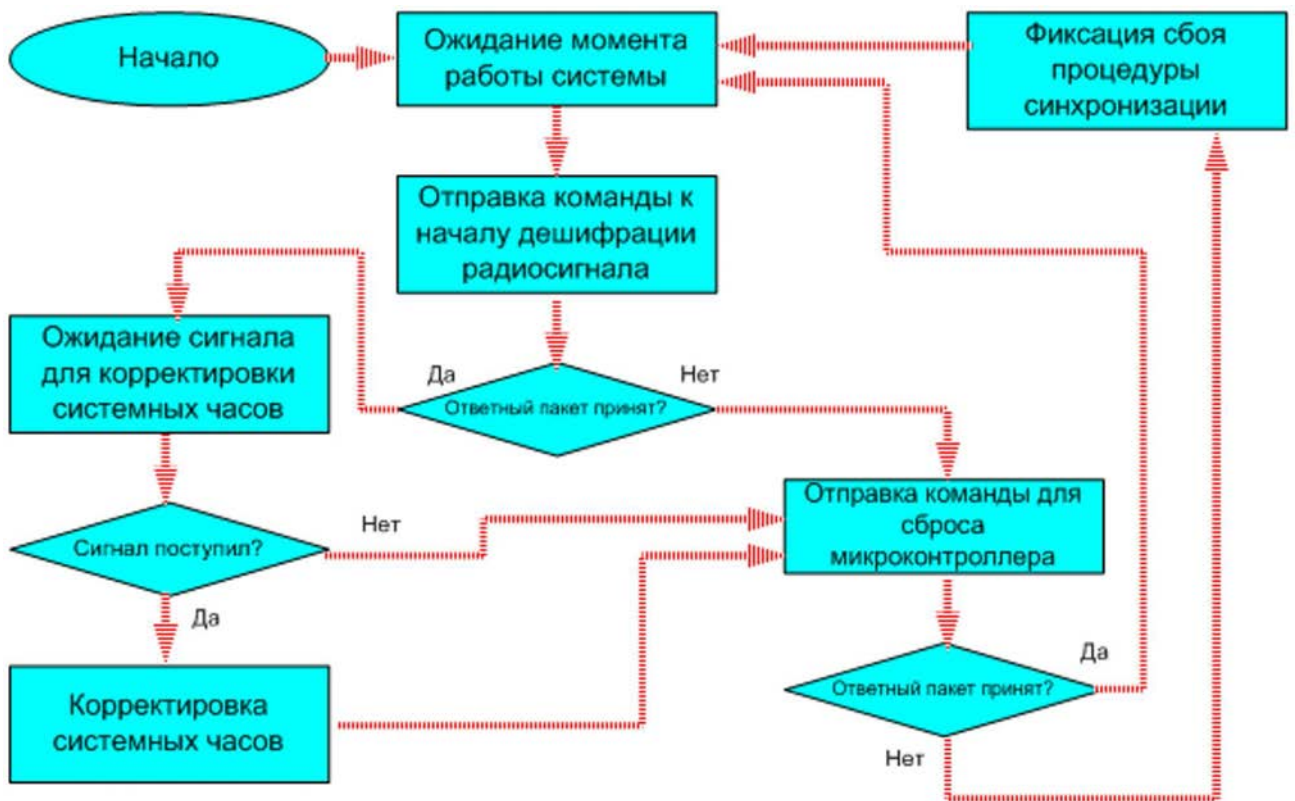 Начало
Ожидание момента
работы системы
Фиксация сбоя
процедуры
синхронизации
Отправка команды к
началу дешифрации
радиосигнала
Ожидание сигнала
для корректировки
системных часов
Да
Нет
Ответный пакет принят?
Отправка команды для
сброса
микроконтроллера
Нет
Сигнал поступил?
Да
Да
Ответный пакет принят?
Корректировка
системных часов
Нет